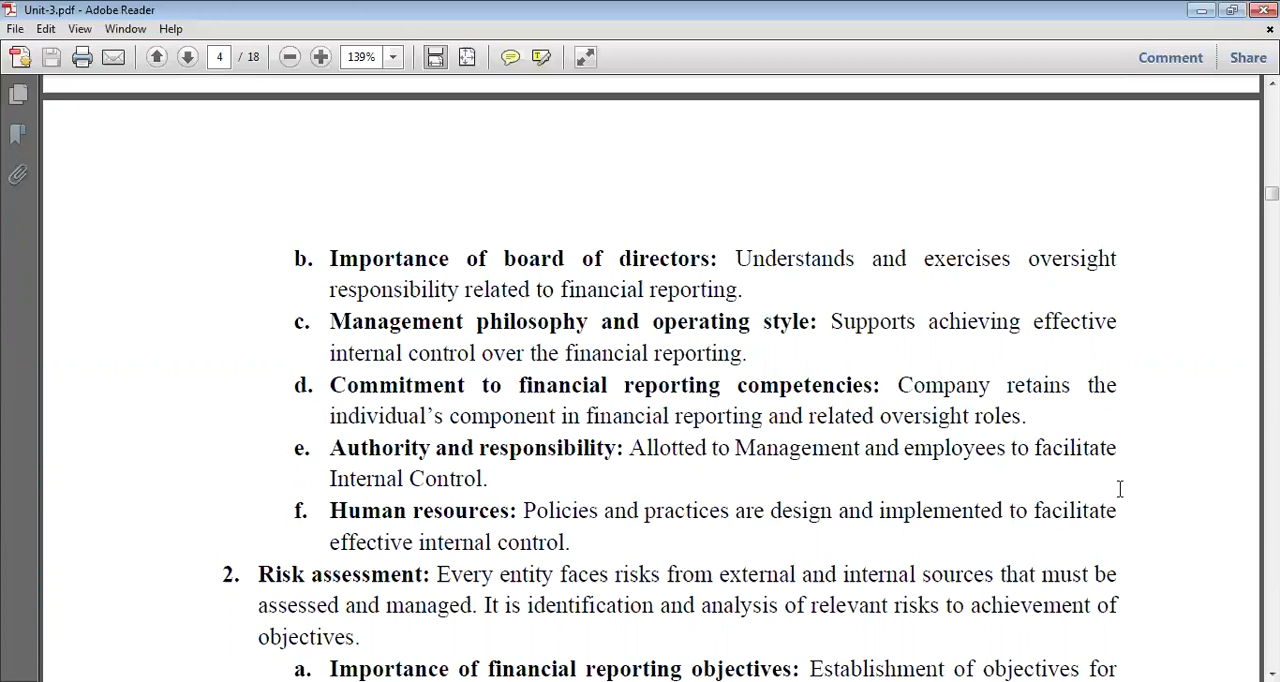 Unit-3.pdf - Adobe Reader
File Edit View Window Help
4 / 18 139% Comment Share
b. Importance of board of directors: Understands and exercises oversight
responsibility related to financial reporting.
c. Management philosophy and operating style: Supports achieving effective
internal control over the financial reporting.
d. Commitment to financial reporting competencies: Company retains the
individual’s component in financial reporting and related oversight roles.
e. Authority and responsibility: Allotted to Management and employees to facilitate
Internal Control.
f. Human resources: Policies and practices are design and implemented to facilitate
effective internal control.
2. Risk assessment: Every entity faces risks from external and internal sources that must be
assessed and managed. It is identification and analysis of relevant risks to achievement of
objectives.
a. Importance of financial reporting objectives: Establishment of objectives for